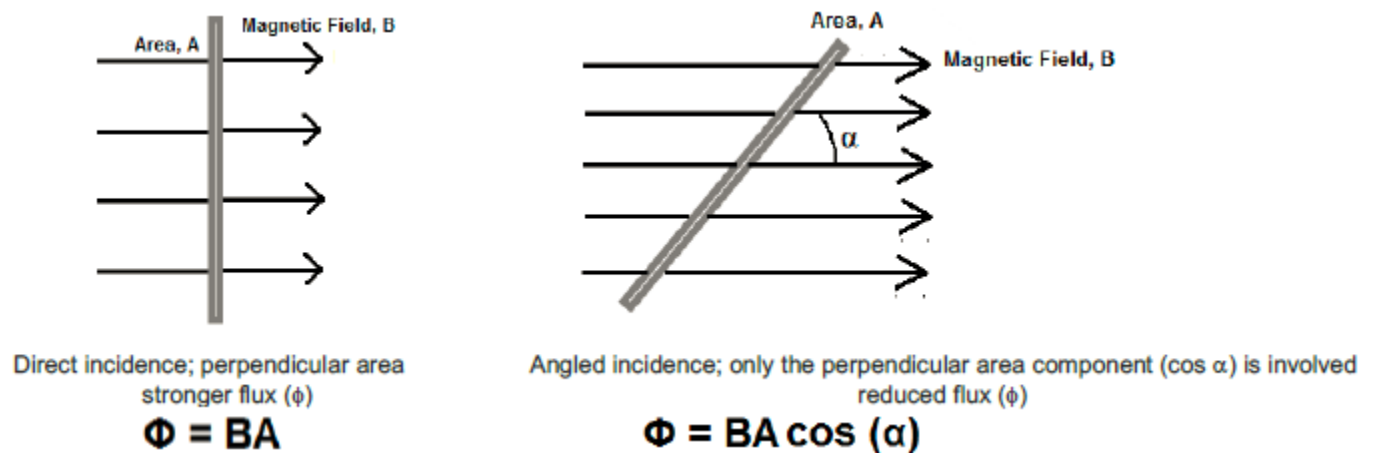 Magnetic Field, B
Area, A
Direct incidence; perpendicular area
stronger flux (ϕ)
Φ = BA
Area, A
Magnetic Field, B
α
Angled incidence; only the perpendicular area component (cos α) is involved
reduced flux (ϕ)
Φ = BA cos (α)